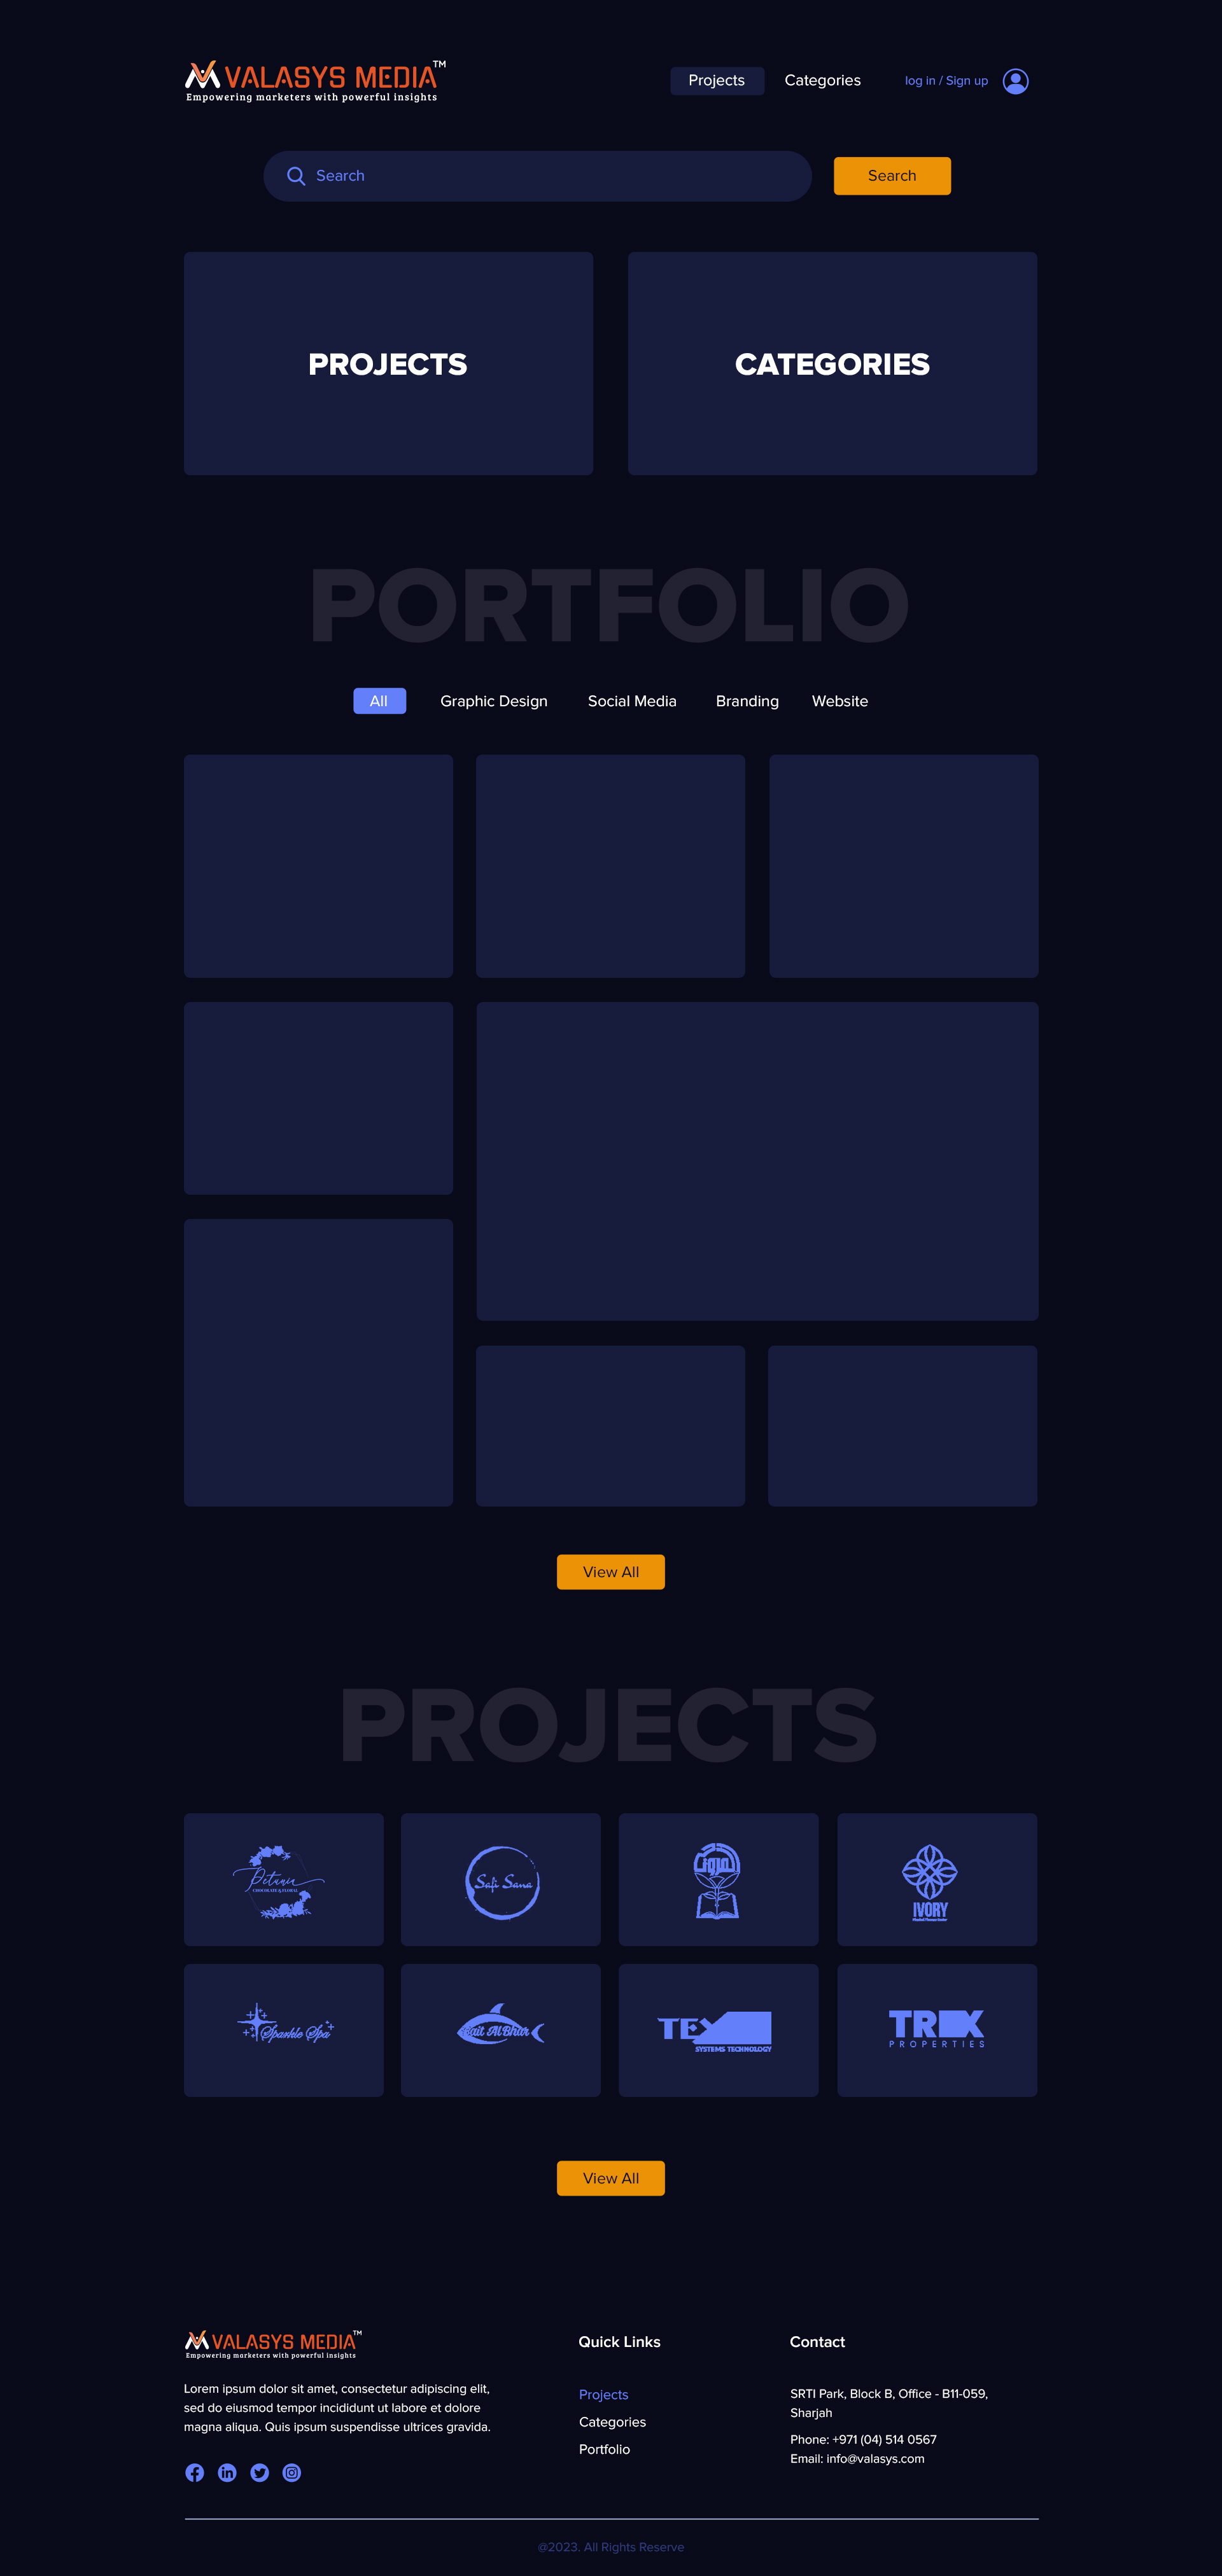 VALASYS MEDIA™
Empowering marketers with powerful insights
Projects
Categories
log in / Sign up
Search
Search
PROJECTS
CATEGORIES
PORTFOLIO
All
Graphic Design
Social Media
Branding
Website
View All
PROJECTS
Petunia
CHOCOLATE & FLORAL
Safi Sana
IVORY
Sparkle Spa
Bait AlBhar
TEX
SYSTEMS TECHNOLOGY
TREX
PROPERTIES
View All
VALASYS MEDIA™
Empowering marketers with powerful insights
Lorem ipsum dolor sit amet, consectetur adipiscing elit,
sed do eiusmod tempor incididunt ut labore et dolore
magna aliqua. Quis ipsum suspendisse ultrices gravida.
Quick Links
Projects
Categories
Portfolio
Contact
SRTI Park, Block B, Office - B11-059,
Sharjah
Phone: +971 (04) 514 0567
Email: info@valasys.com
@2023. All Rights Reserve